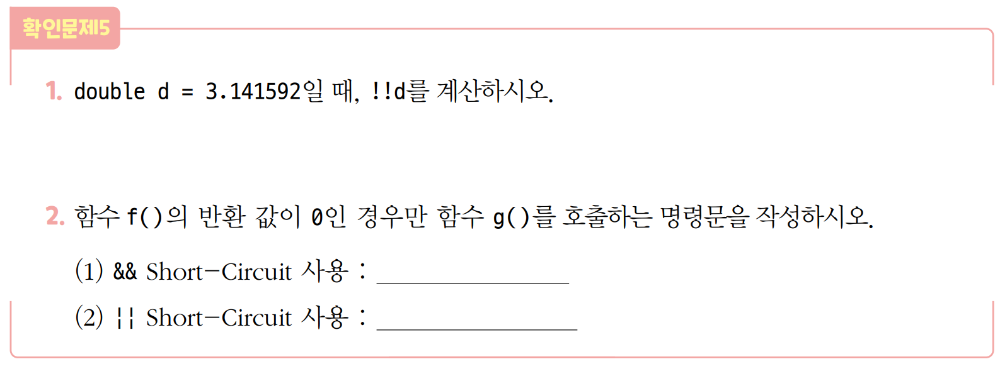 확인문제5
1. double d = 3.141592일 때, !!d를 계산하시오.
2. 함수 f()의 반환 값이 0인 경우만 함수 g()를 호출하는 명령문을 작성하시오.
(1) && Short-Circuit 사용 : ________________
(2) || Short-Circuit 사용 : ________________